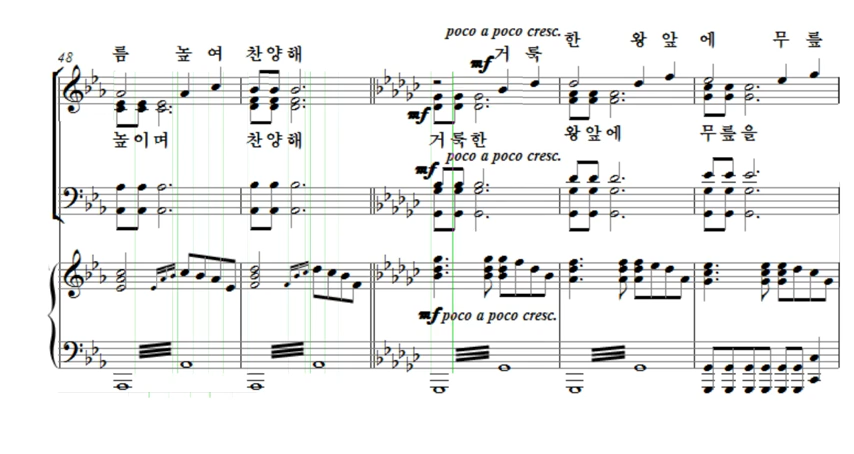 poco a poco cresc.
름 높 여 찬 양 해 mf 거 룩 한 왕 앞 에 무 릎
48
mf
높 이 며 찬 양 해 거 룩 한 왕 앞 에 무 릎 을
mf poco a poco cresc.
mf poco a poco cresc.